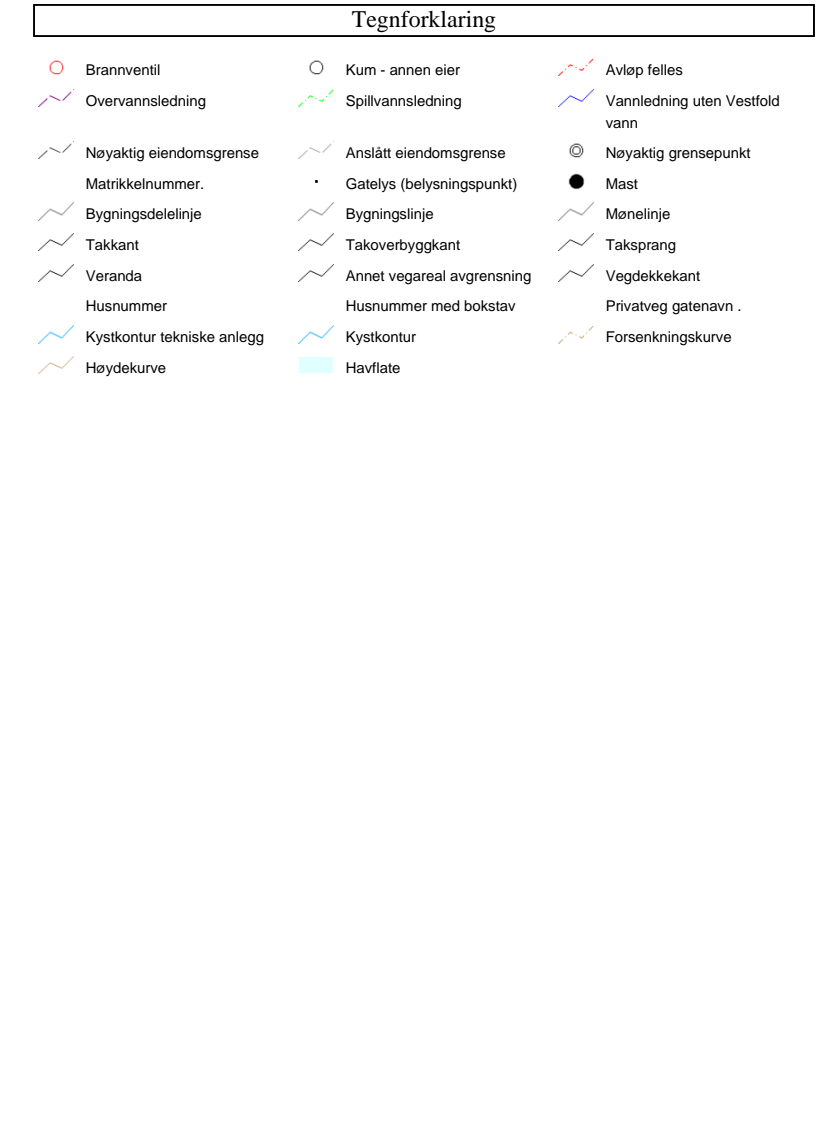 Tegnforklaring
Brannventil
Kum - annen eier
Avløp felles
Overvannsledning
Spillvannsledning
Vannledning uten Vestfold
vann
Nøyaktig eiendomsgrense
Anslått eiendomsgrense
Nøyaktig grensepunkt
Matrikkelnummer.
Gatelys (belysningspunkt)
Mast
Bygningsdelelinje
Bygningslinje
Mønelinje
Takkant
Takoverbyggkant
Taksprang
Veranda
Annet vegareal avgrensning
Vegdekkekant
Husnummer
Husnummer med bokstav
Privatveg gatenavn .
Kystkontur tekniske anlegg
Kystkontur
Forsenkningskurve
Høydekurve
Havflate